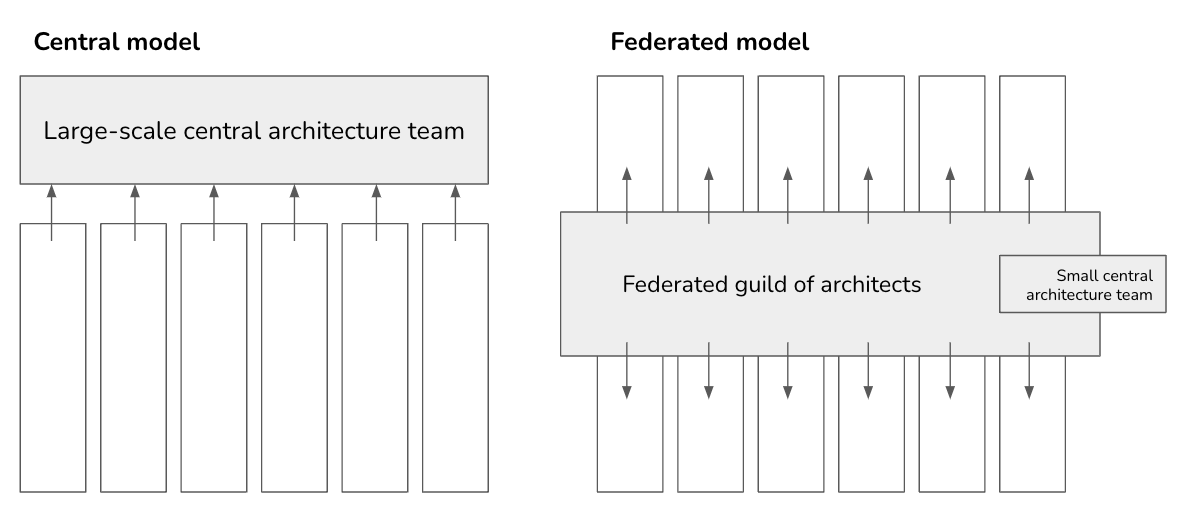 Central model
Large-scale central architecture team
Federated model
Federated guild of architects
Small central
architecture team